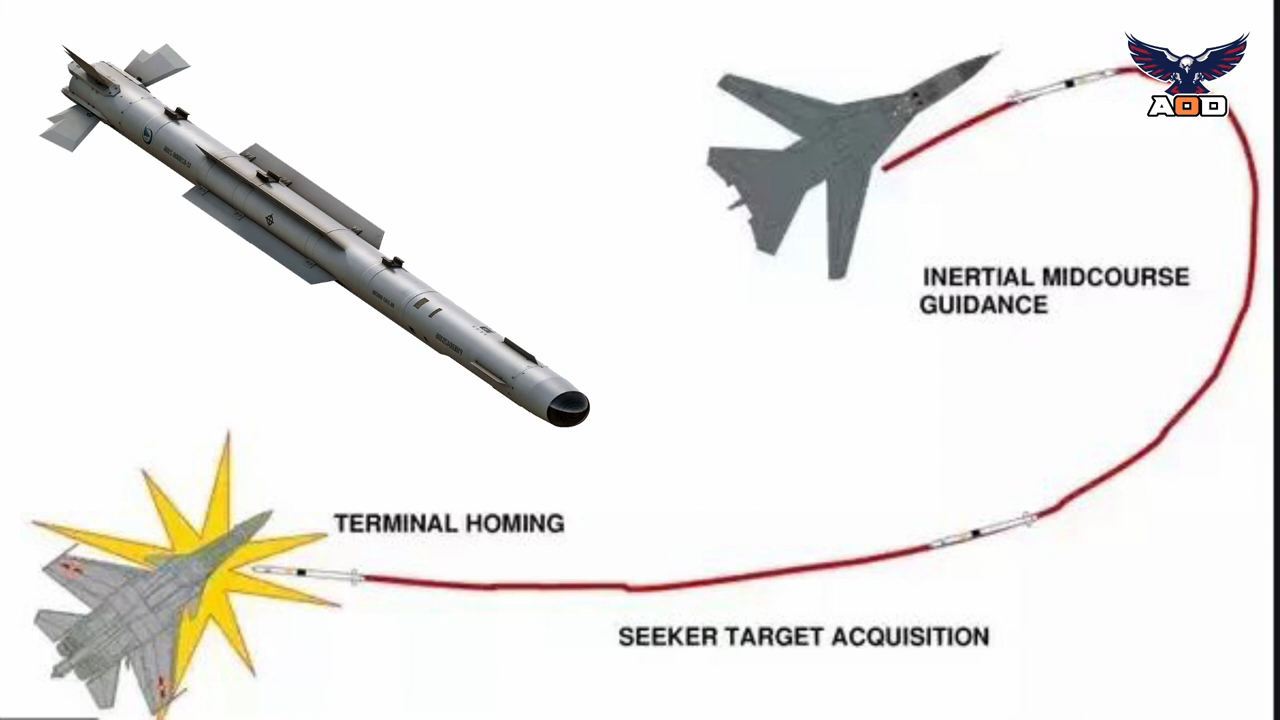 AOD
INERTIAL MIDCOURSE
GUIDANCE
TERMINAL HOMING
SEEKER TARGET ACQUISITION